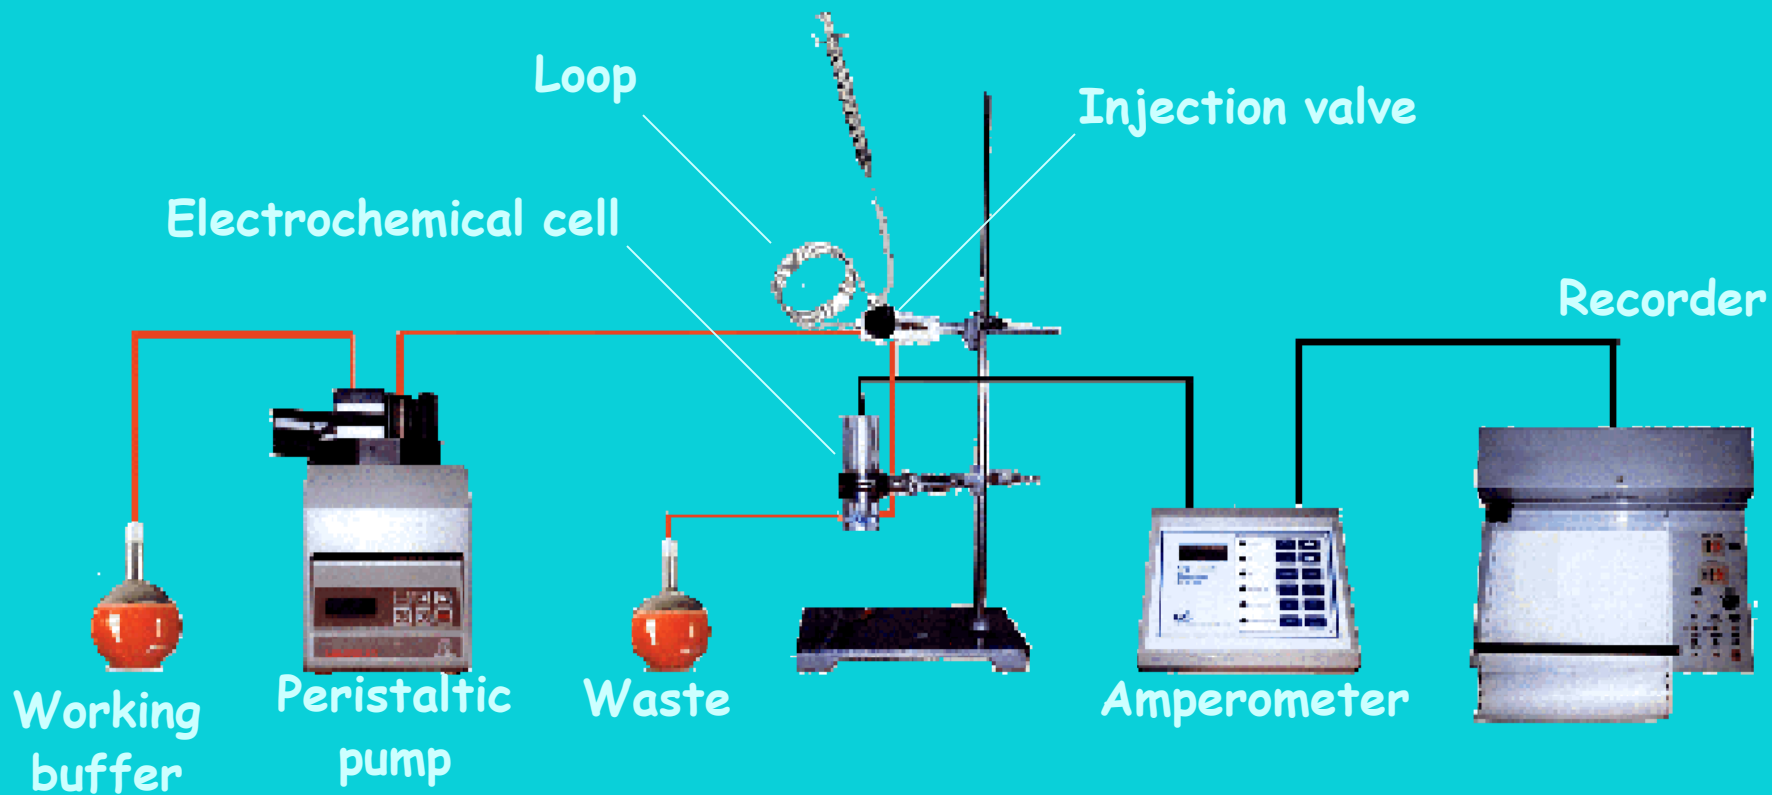 Loop
Injection valve
Electrochemical cell
Recorder
Working
buffer
Peristaltic
pump
Waste
Amperometer